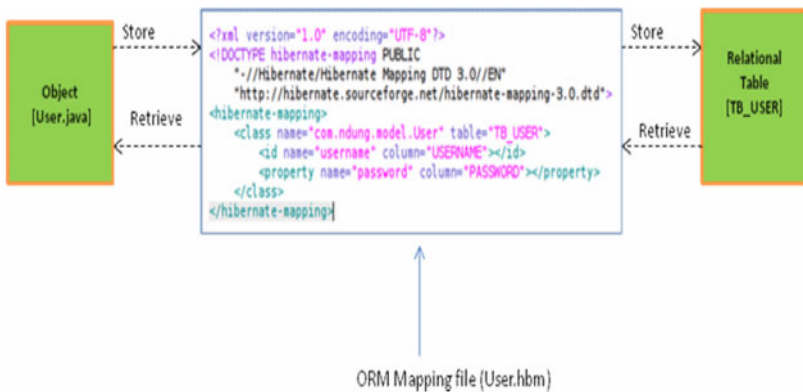 Object
[User.java]
Store
Retrieve
<?xml version="1.0" encoding="UTF-8"?>
<!DOCTYPE hibernate-mapping PUBLIC
"-//Hibernate/Hibernate Mapping DTD 3.0//EN"
"http://hibernate.sourceforge.net/hibernate-mapping-3.0.dtd">
<hibernate-mapping>
<class name="com.ndung.model.User" table="TB_USER">
<id name="username" column="USERNAME"></id>
<property name="password" column="PASSWORD"></property>
</class>
</hibernate-mapping>
Store
Retrieve
Relational
Table
[TB_USER]
ORM Mapping file (User.hbm)